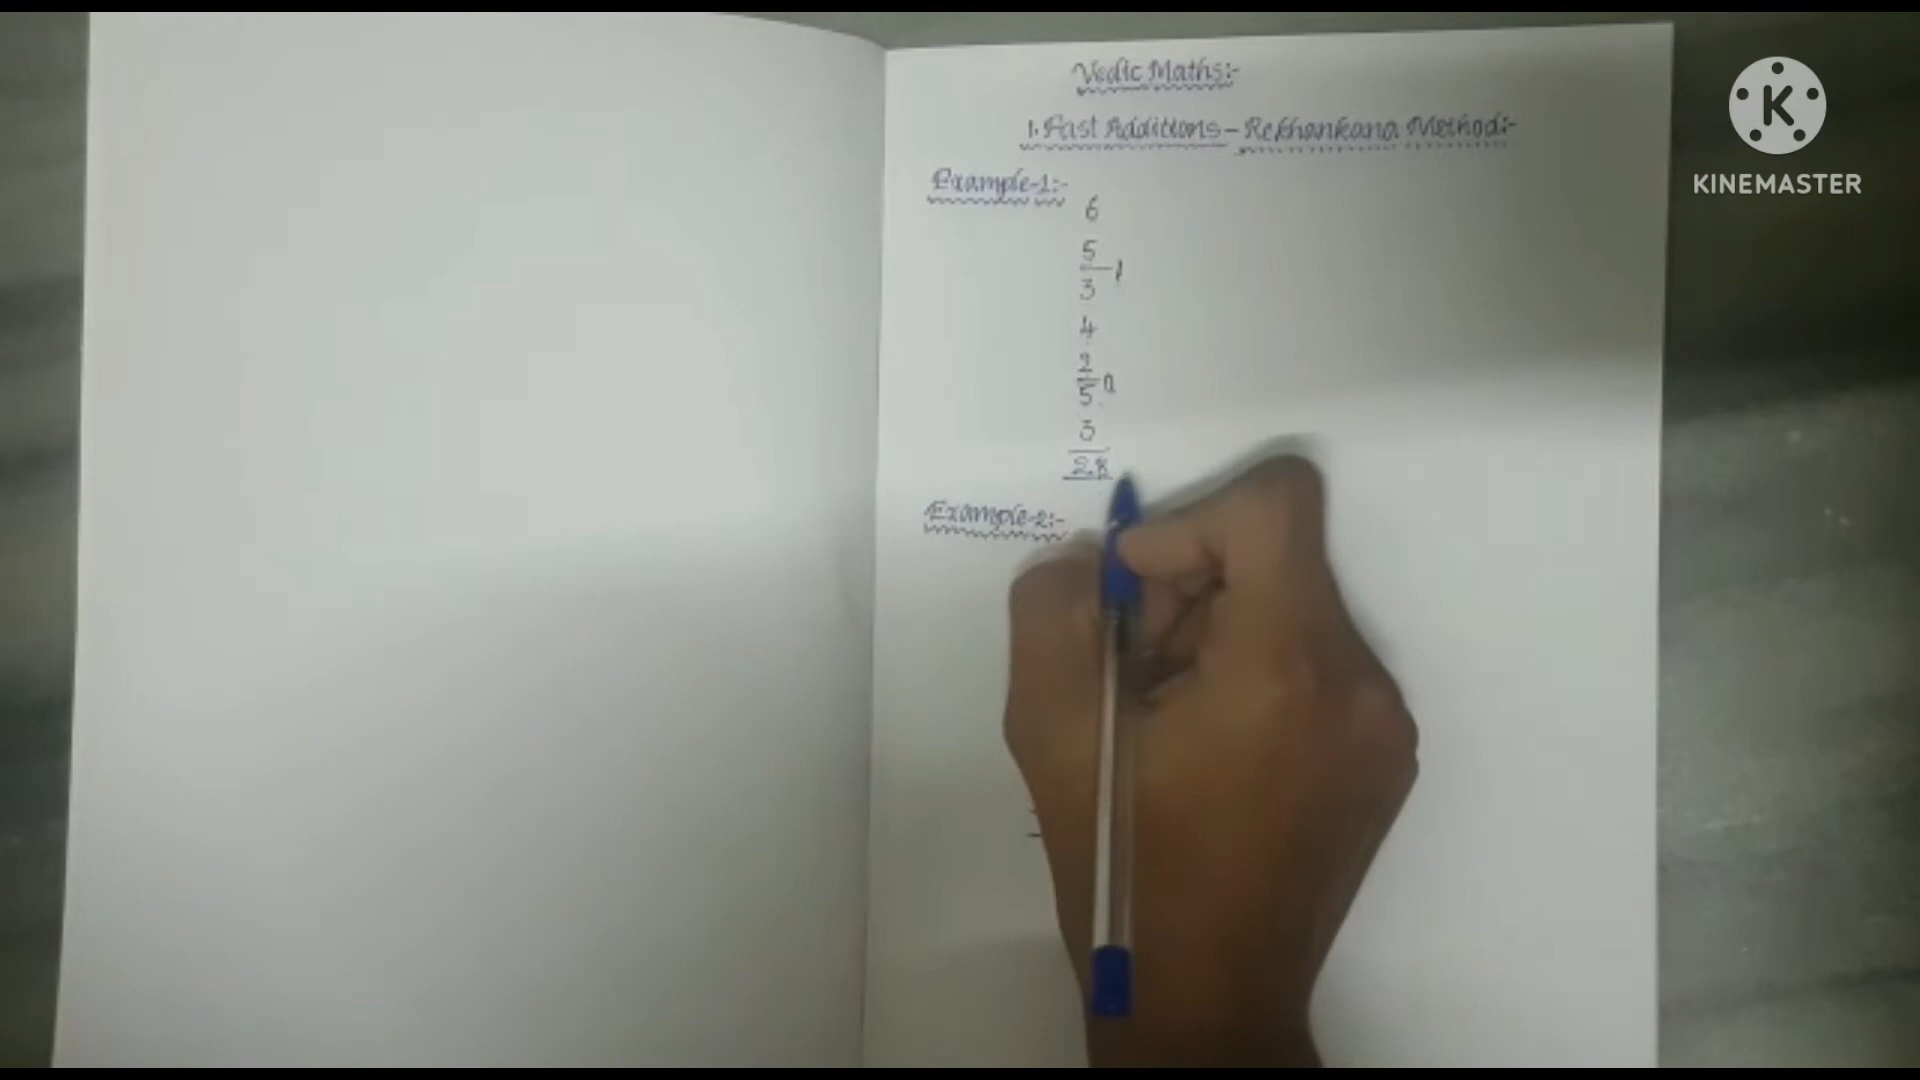 Vedic Maths:-
1. Fast Additions - Rekhankana Method:-
Example-1:-
6
5
1
3
4
2
0
5
3
28
Example-2:-
K
KINEMASTER